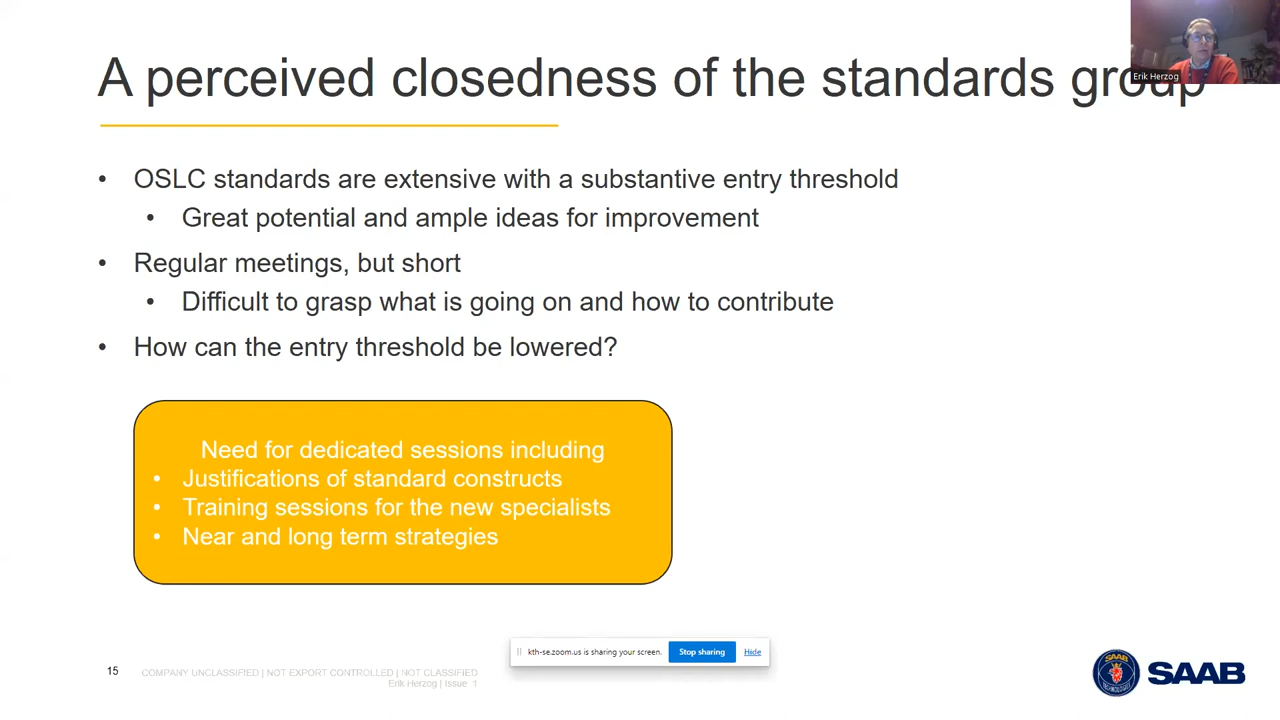 A perceived closedness of the standards group
Erik Herzog
• OSLC standards are extensive with a substantive entry threshold
• Great potential and ample ideas for improvement
• Regular meetings, but short
• Difficult to grasp what is going on and how to contribute
• How can the entry threshold be lowered?
Need for dedicated sessions including
• Justifications of standard constructs
• Training sessions for the new specialists
• Near and long term strategies
kth-se.zoom.us is sharing your screen. Stop sharing Hide
15 COMPANY UNCLASSIFIED | NOT EXPORT CONTROLLED | NOT CLASSIFIED
Erik Herzog | Issue 1
SAAB
TECHNOLOGIES
SAAB